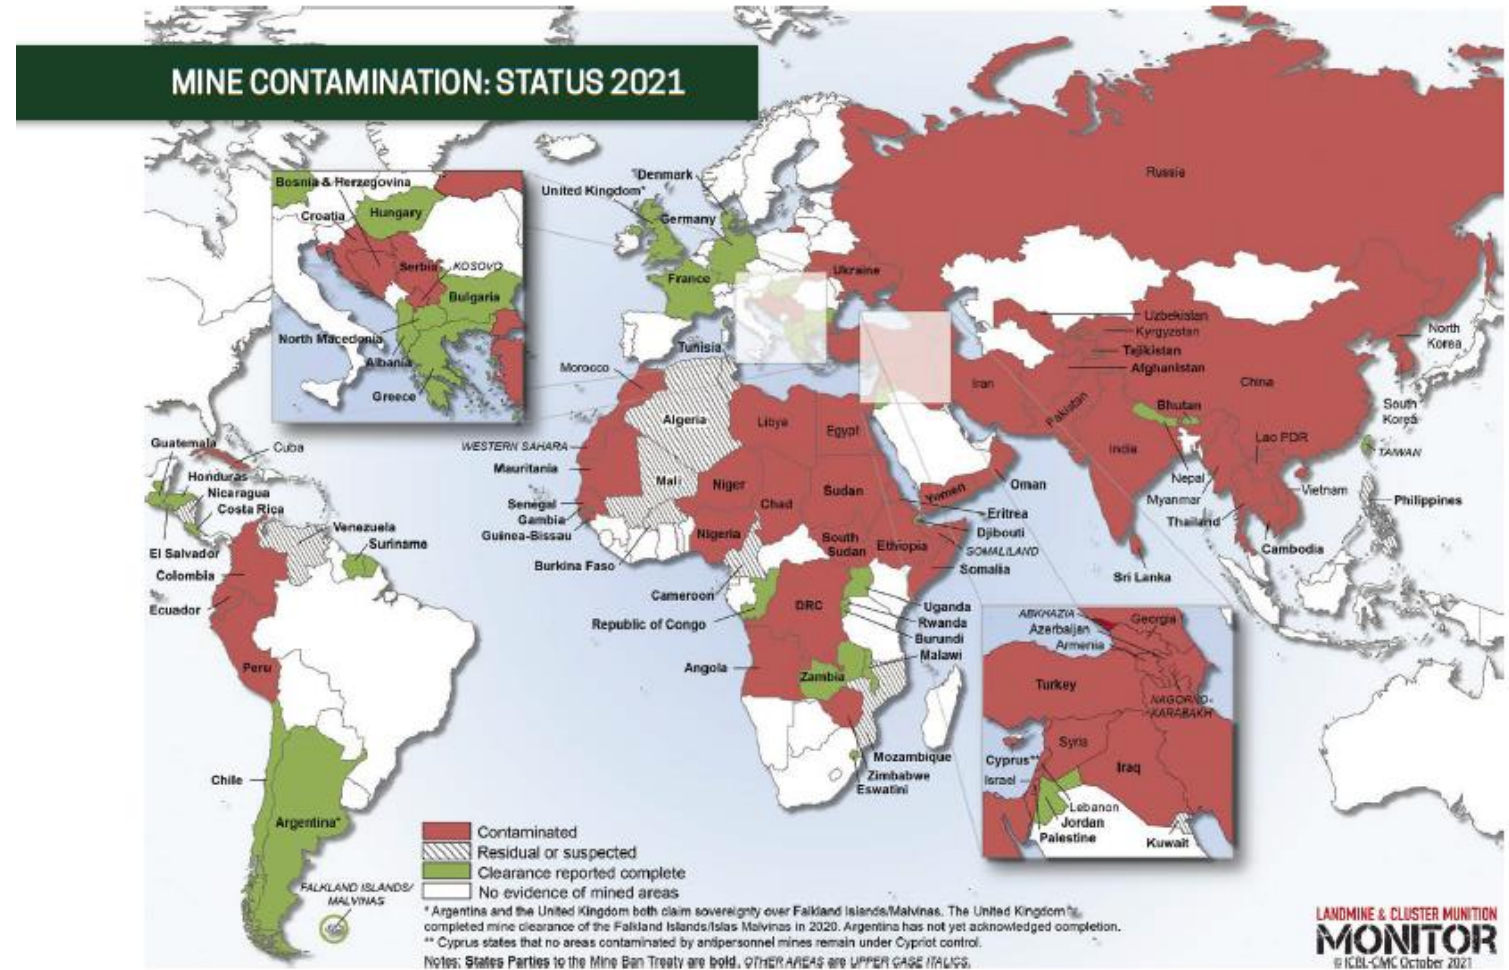 MINE CONTAMINATION: STATUS 2021
Bosnia & Herzegovina
Croatia
Hungary
Serbia
KOSOVO
Bulgaria
North Macedonia
Albania
Greece
Denmark
United Kingdom*
Germany
France
Ukraine
Russia
Tunisia
Morocco
Algeria
Libya
Egypt
WESTERN SAHARA
Mauritania
Mali
Niger
Chad
Sudan
Senegal
Gambia
Guinea-Bissau
Nigeria
South
Sudan
Ethiopia
Burkina Faso
Cameroon
Republic of Congo
DRC
Angola
Zambia
Yemen
Oman
Eritrea
Djibouti
SOMALILAND
Somalia
Uganda
Rwanda
Burundi
Malawi
Mozambique
Zimbabwe
Eswatini
Uzbekistan
Kyrgyzstan
Tajikistan
Afghanistan
Iran
Pakistan
China
India
Bhutan
Nepal
Myanmar
Thailand
Lao PDR
Vietnam
Cambodia
Sri Lanka
North
Korea
South
Korea
TAIWAN
Philippines
Guatemala
Cuba
Honduras
Nicaragua
Costa Rica
Venezuela
Suriname
El Salvador
Colombia
Ecuador
Peru
Chile
Argentina*
FALKLAND ISLANDS/
MALVINAS
ABKHAZIA
Georgia
Azerbaijan
Armenia
Turkey
NAGORNO-
KARABAKH
Syria
Cyprus**
Iraq
Israel
Lebanon
Jordan
Palestine
Kuwait
Contaminated
Residual or suspected
Clearance reported complete
No evidence of mined areas
* Argentina and the United Kingdom both claim sovereignty over Falkland Islands/Malvinas. The United Kingdom
completed mine clearance of the Falkland Islands/Islas Malvinas in 2020. Argentina has not yet acknowledged completion.
** Cyprus states that no areas contaminated by antipersonnel mines remain under Cypriot control.
Notes: States Parties to the Mine Ban Treaty are bold, OTHER AREAS are UPPER CASE ITALICS.
LANDMINE & CLUSTER MUNITION
MONITOR
© ICBL-CMC October 2021